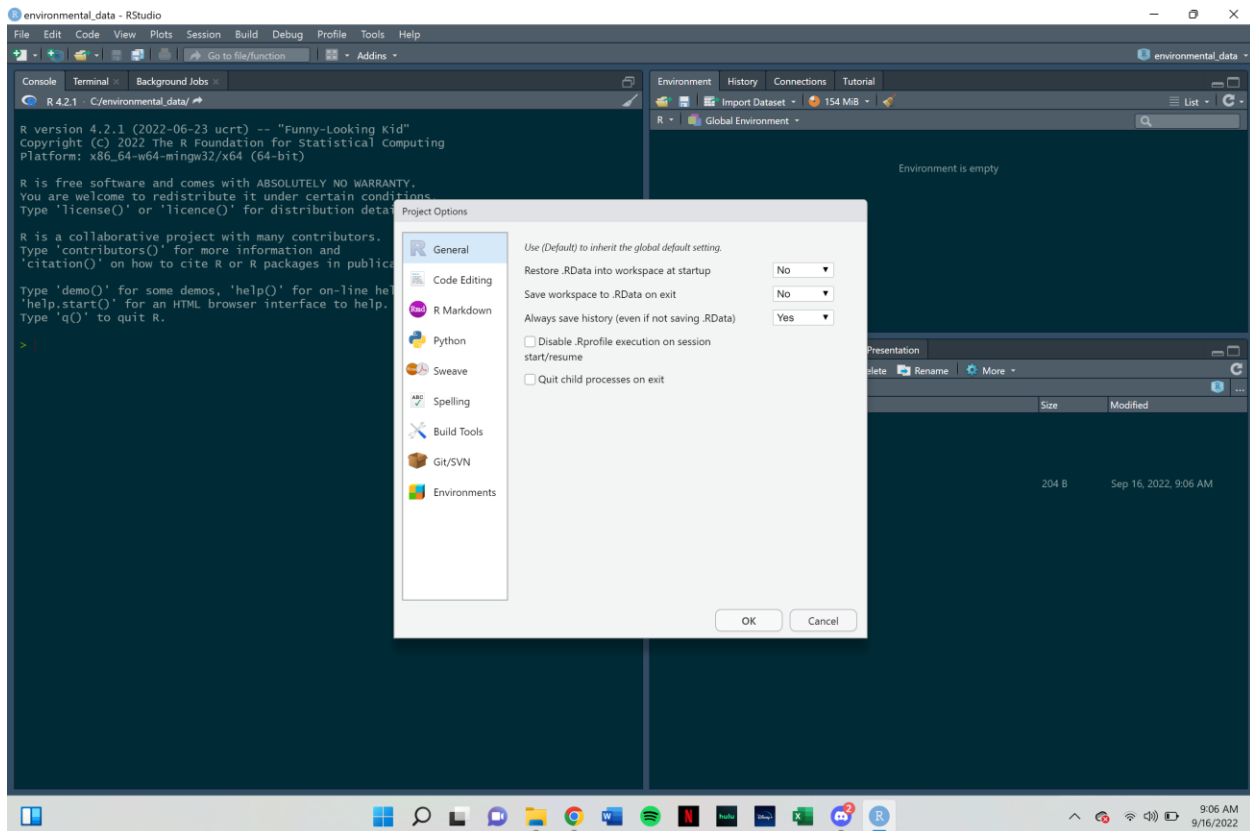 environmental_data - RStudio
File Edit Code View Plots Session Build Debug Profile Tools Help
Go to file/function Addins environmental_data
Console Terminal Background Jobs
R 4.2.1 · C:/environmental_data/
R version 4.2.1 (2022-06-23 ucrt) -- "Funny-Looking Kid"
Copyright (C) 2022 The R Foundation for Statistical Computing
Platform: x86_64-w64-mingw32/x64 (64-bit)
R is free software and comes with ABSOLUTELY NO WARRANTY.
You are welcome to redistribute it under certain conditions.
Type 'license()' or 'licence()' for distribution detai
R is a collaborative project with many contributors.
Type 'contributors()' for more information and
'citation()' on how to cite R or R packages in publica
Type 'demo()' for some demos, 'help()' for on-line hel
'help.start()' for an HTML browser interface to help.
Type 'q()' to quit R.
>
Environment History Connections Tutorial
Import Dataset 154 MiB List
R Global Environment
Environment is empty
Project Options
General
Code Editing
R Markdown
Python
Sweave
Spelling
Build Tools
Git/SVN
Environments
Use (Default) to inherit the global default setting.
Restore .RData into workspace at startup No
Save workspace to .RData on exit No
Always save history (even if not saving .RData) Yes
Disable .Rprofile execution on session
start/resume
Quit child processes on exit
OK Cancel
Presentation
elete Rename More
Size Modified
204 B Sep 16, 2022, 9:06 AM
hulu
2
9:06 AM
9/16/2022